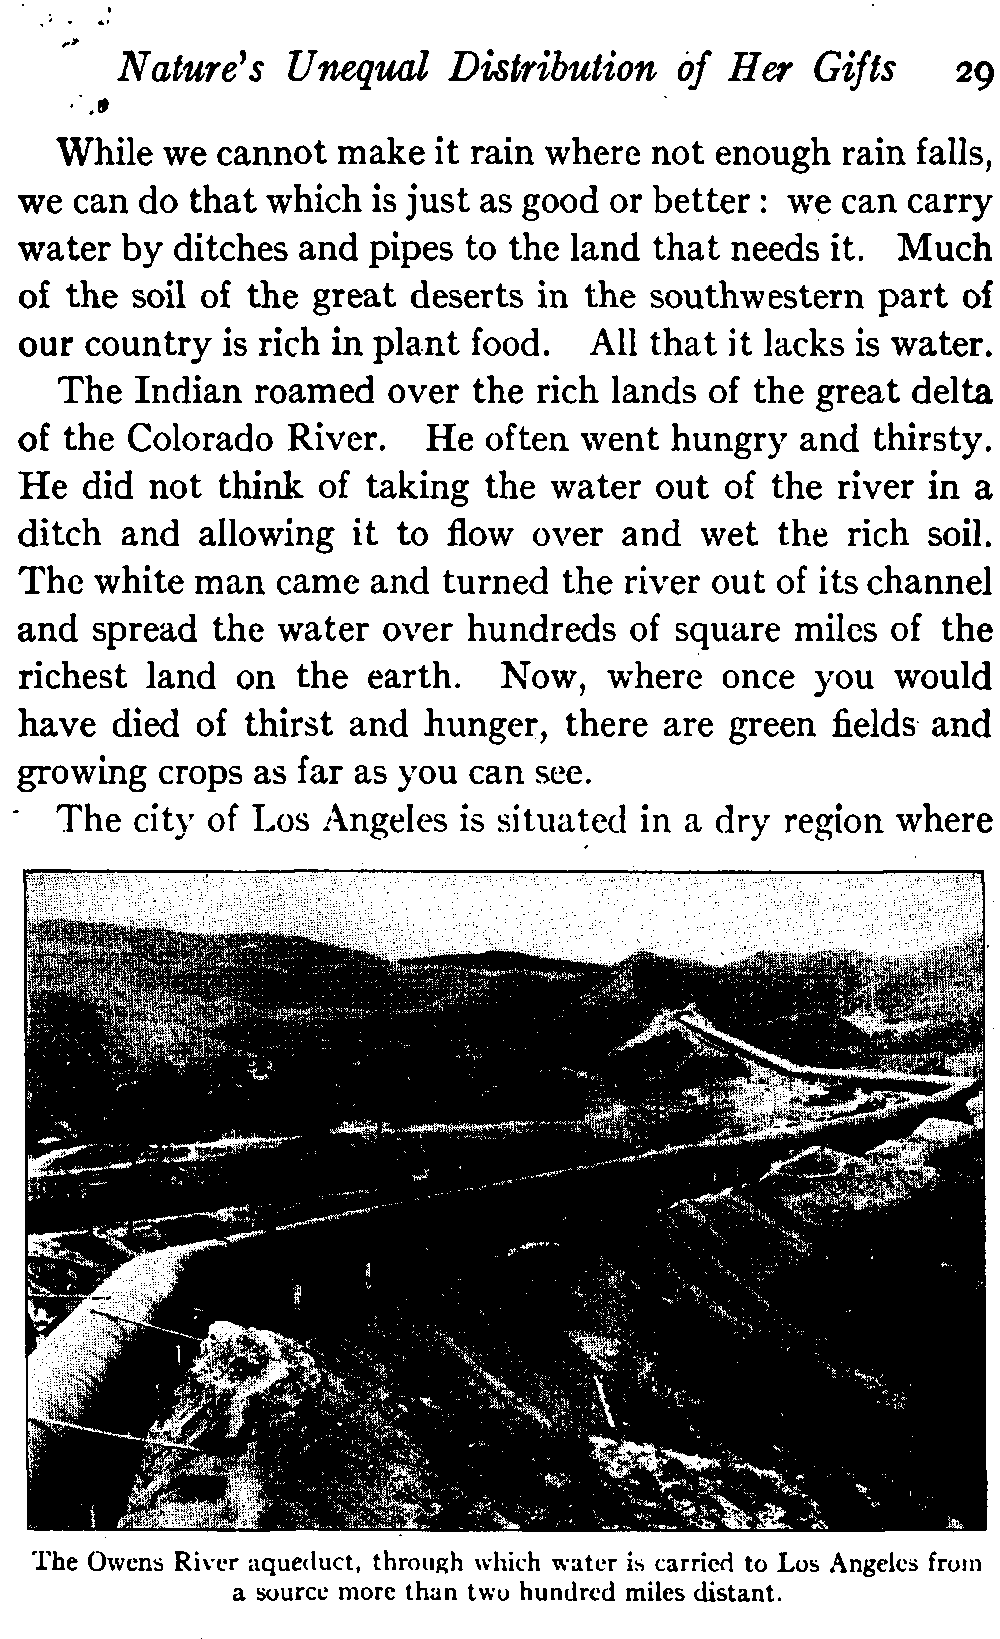 Nature's Unequal Distribution of Her Gifts 29
While we cannot make it rain where not enough rain falls,
we can do that which is just as good or better : we can carry
water by ditches and pipes to the land that needs it. Much
of the soil of the great deserts in the southwestern part of
our country is rich in plant food. All that it lacks is water.
The Indian roamed over the rich lands of the great delta
of the Colorado River. He often went hungry and thirsty.
He did not think of taking the water out of the river in a
ditch and allowing it to flow over and wet the rich soil.
The white man came and turned the river out of its channel
and spread the water over hundreds of square miles of the
richest land on the earth. Now, where once you would
have died of thirst and hunger, there are green fields and
growing crops as far as you can see.
The city of Los Angeles is situated in a dry region where
The Owens River aqueduct, through which water is carried to Los Angeles from
a source more than two hundred miles distant.